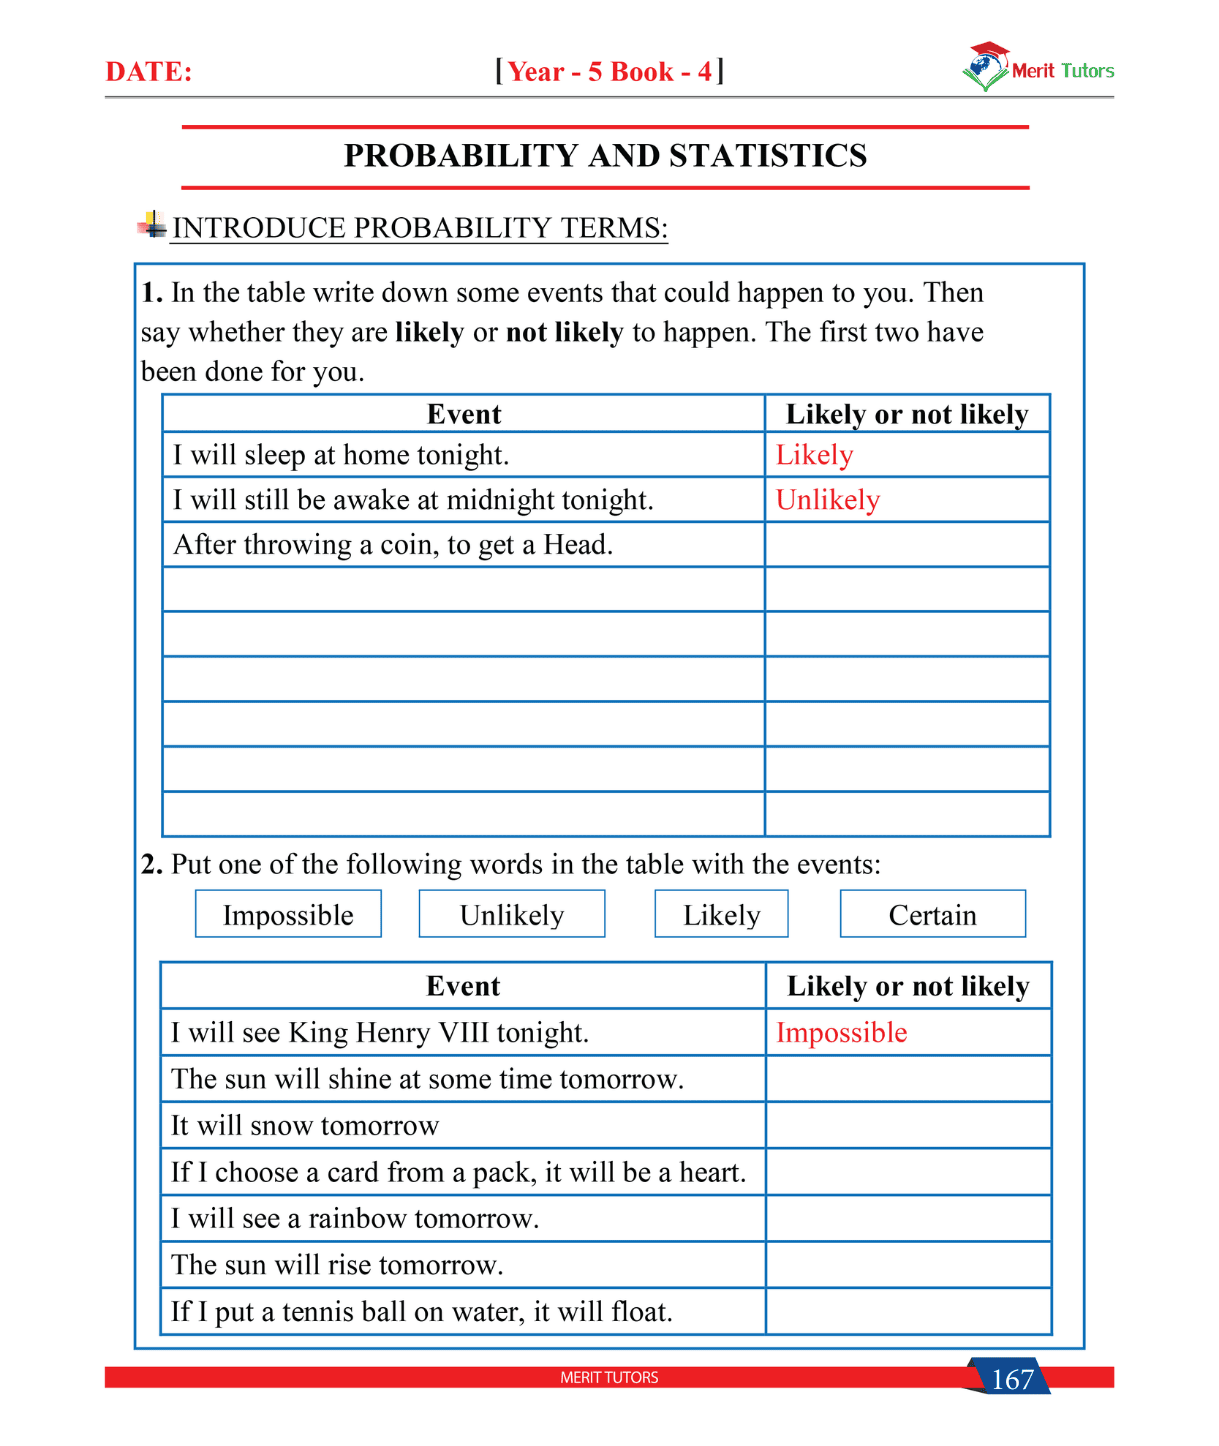 DATE:
[Year - 5 Book - 4]
Merit Tutors
PROBABILITY AND STATISTICS
INTRODUCE PROBABILITY TERMS:
1. In the table write down some events that could happen to you. Then
say whether they are likely or not likely to happen. The first two have
been done for you.
Event Likely or not likely
I will sleep at home tonight. Likely
I will still be awake at midnight tonight. Unlikely
After throwing a coin, to get a Head.
2. Put one of the following words in the table with the events:
Impossible Unlikely Likely Certain
Event Likely or not likely
I will see King Henry VIII tonight. Impossible
The sun will shine at some time tomorrow.
It will snow tomorrow
If I choose a card from a pack, it will be a heart.
I will see a rainbow tomorrow.
The sun will rise tomorrow.
If I put a tennis ball on water, it will float.
MERIT TUTORS
167